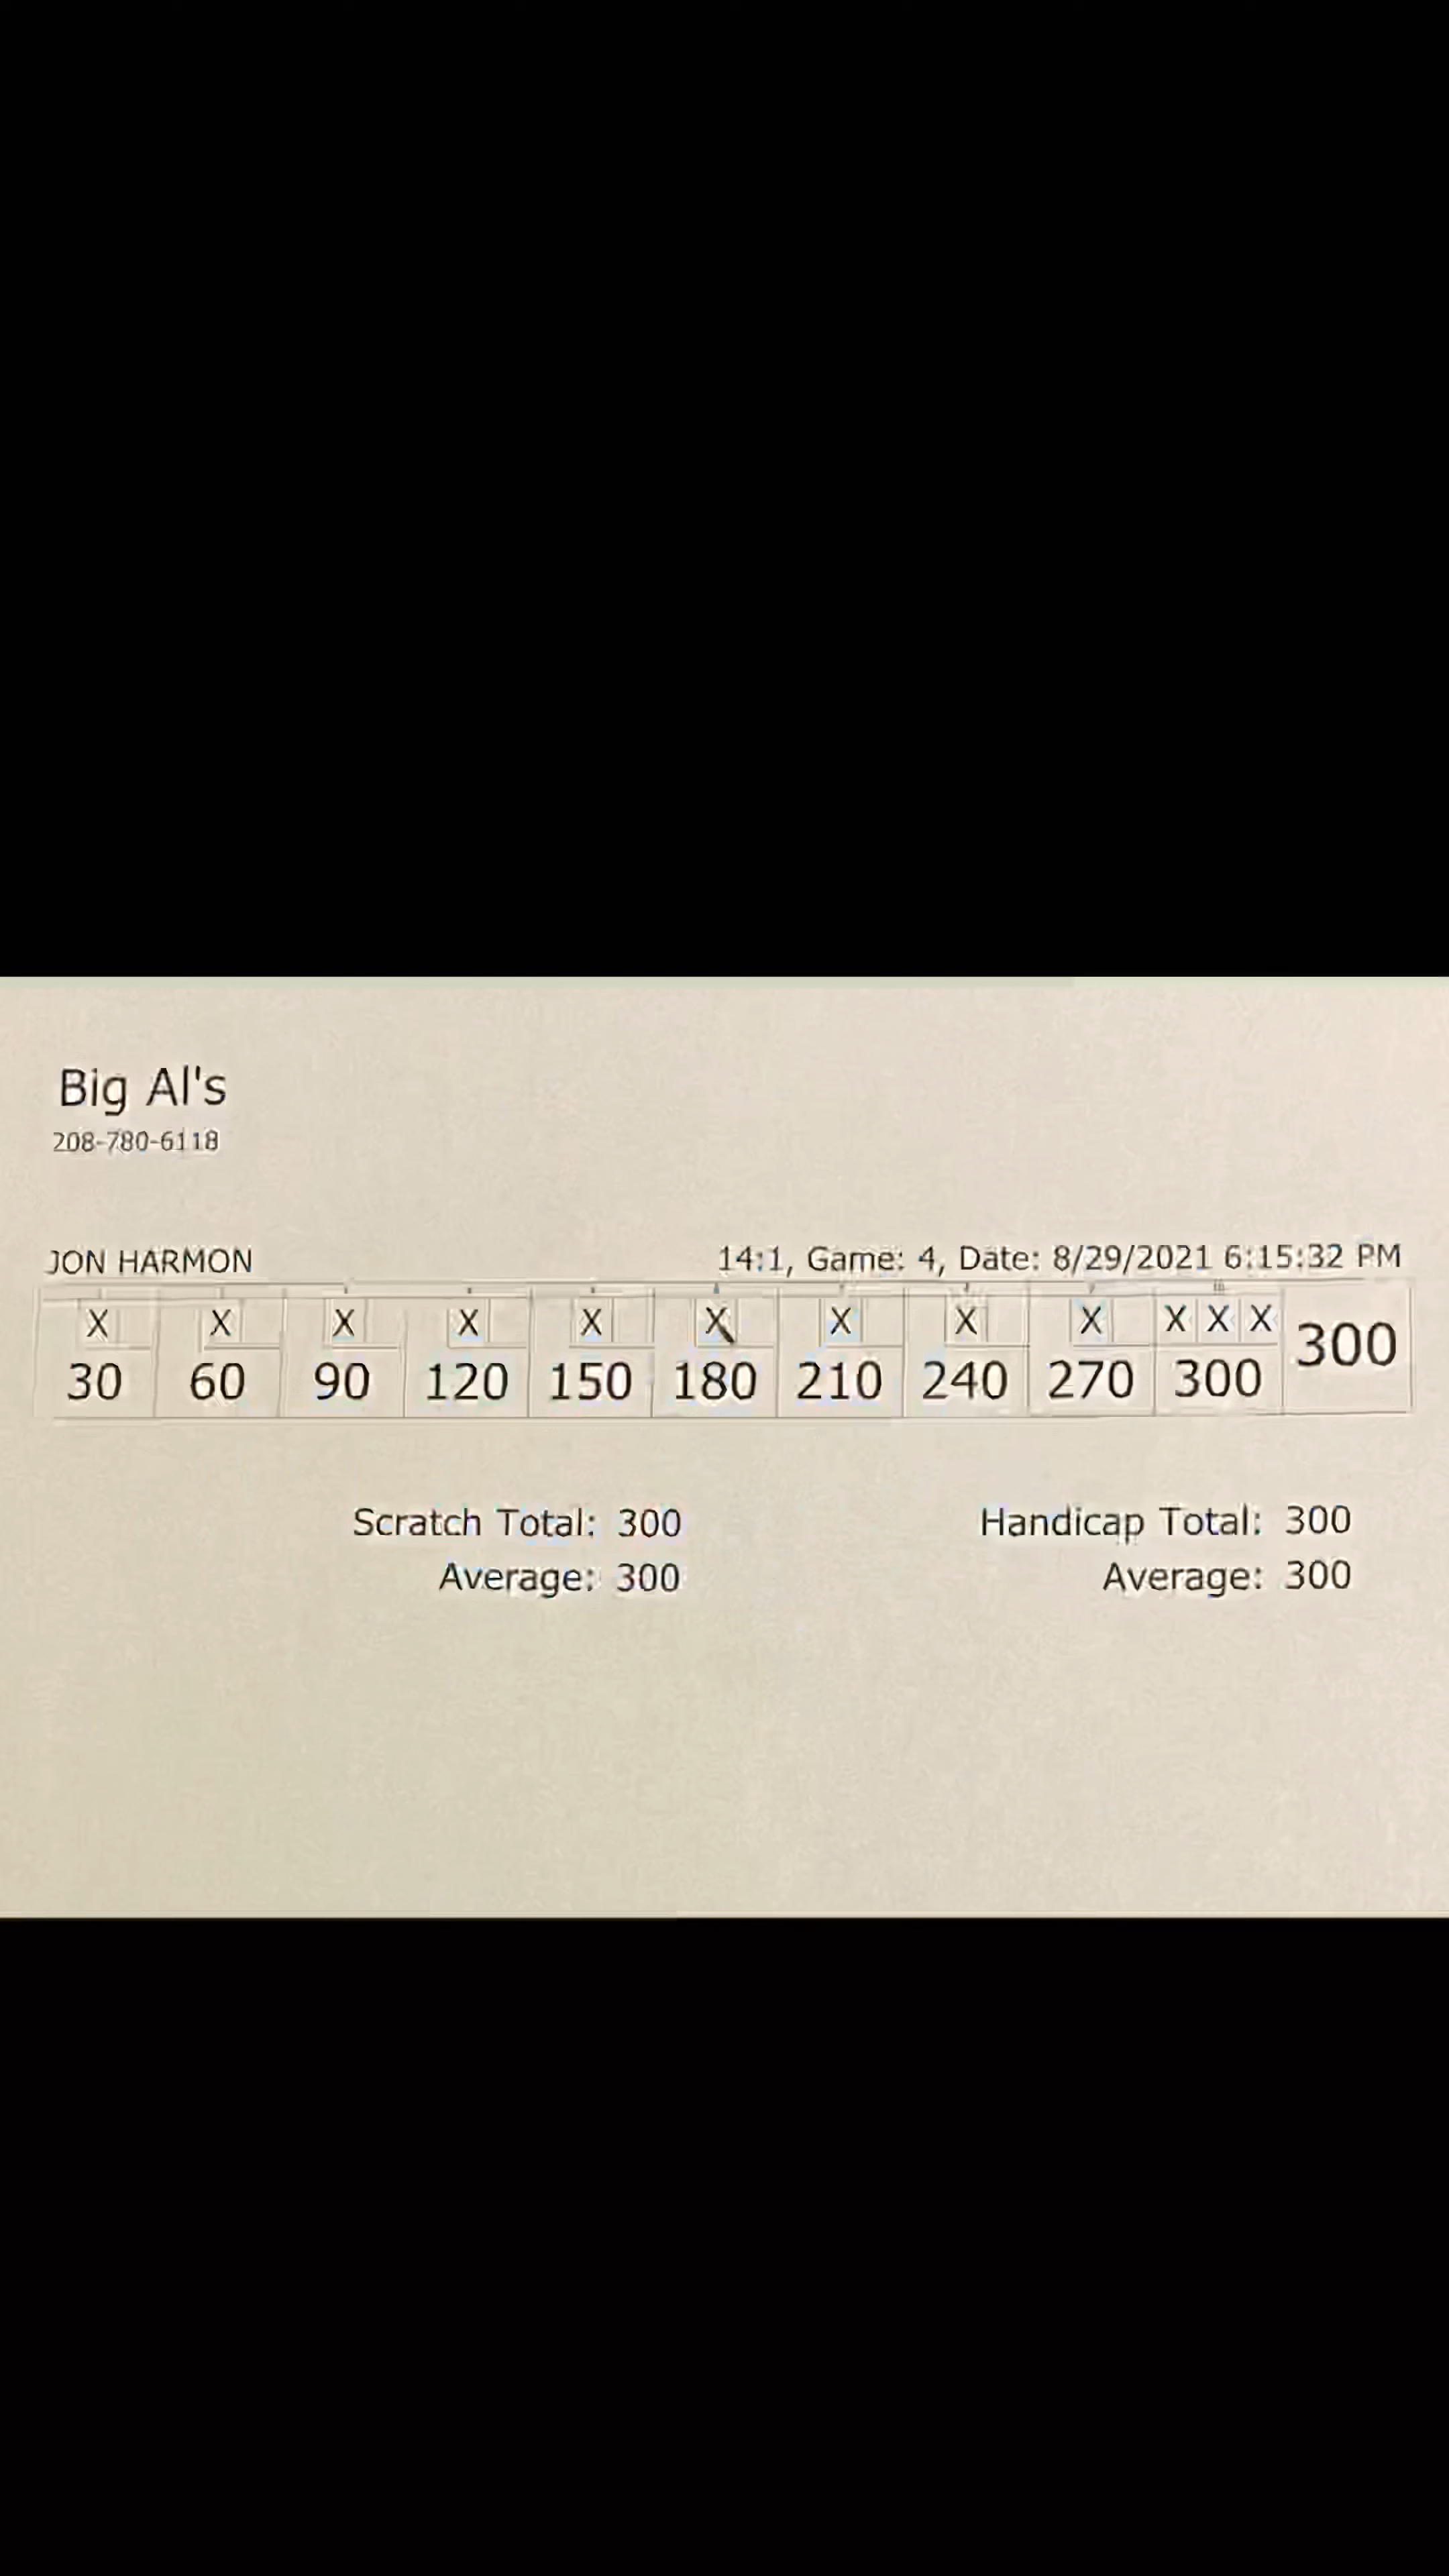 Big Al's
208-780-6118
JON HARMON 14:1, Game: 4, Date: 8/29/2021 6:15:32 PM
X X X X X X X X X X X X
30 60 90 120 150 180 210 240 270 300 300
Scratch Total: 300 Handicap Total: 300
Average: 300 Average: 300